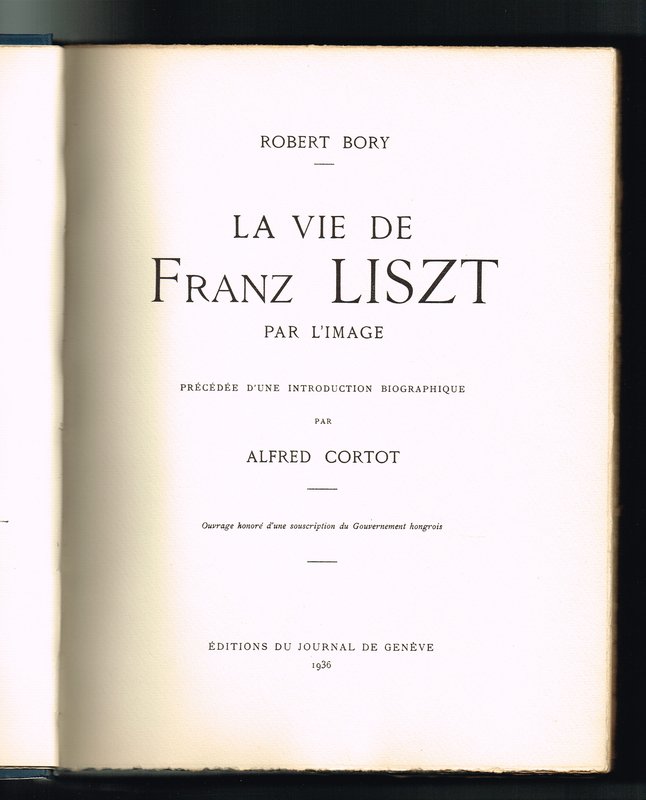 ROBERT BORY
LA VIE DE
FRANZ LISZT
PAR L'IMAGE
PRÉCÉDÉE D'UNE INTRODUCTION BIOGRAPHIQUE
PAR
ALFRED CORTOT
Ouvrage honoré d'une souscription du Gouvernement hongrois
ÉDITIONS DU JOURNAL DE GENÈVE
1936